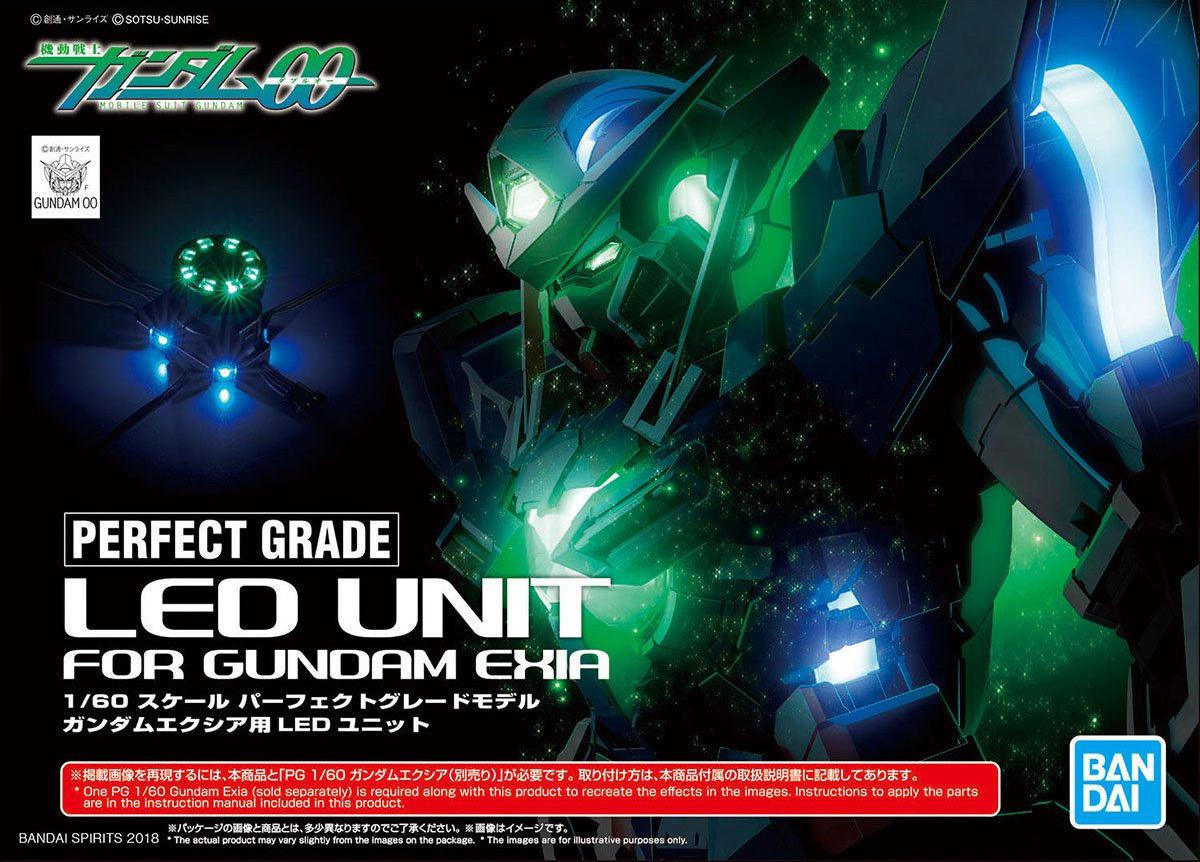 ©創通・サンライズ ©SOTSU・SUNRISE
機動戦士
ガンダム00
ダブルオー
MOBILE SUIT GUNDAM
©創通・サンライズ
F
GUNDAM 00
PERFECT GRADE
LED UNIT
FOR GUNDAM EXIA
1/60 スケール パーフェクトグレードモデル
ガンダムエクシア用 LED ユニット
※掲載画像を再現するには、本商品と「PG 1/60 ガンダムエクシア(別売り)」が必要です。取り付け方は、本商品付属の取扱説明書に記載してあります。
* One PG 1/60 Gundam Exia (sold separately) is required along with this product to recreate the effects in the images. Instructions to apply the parts
are in the instruction manual included in this product.
BAN
DAI
BANDAI SPIRITS 2018
※パッケージの画像と商品とは、多少異なりますのでご了承ください。※画像はイメージです。
* The actual product may vary slightly from the images on the package. * The images are for illustrative purposes only.